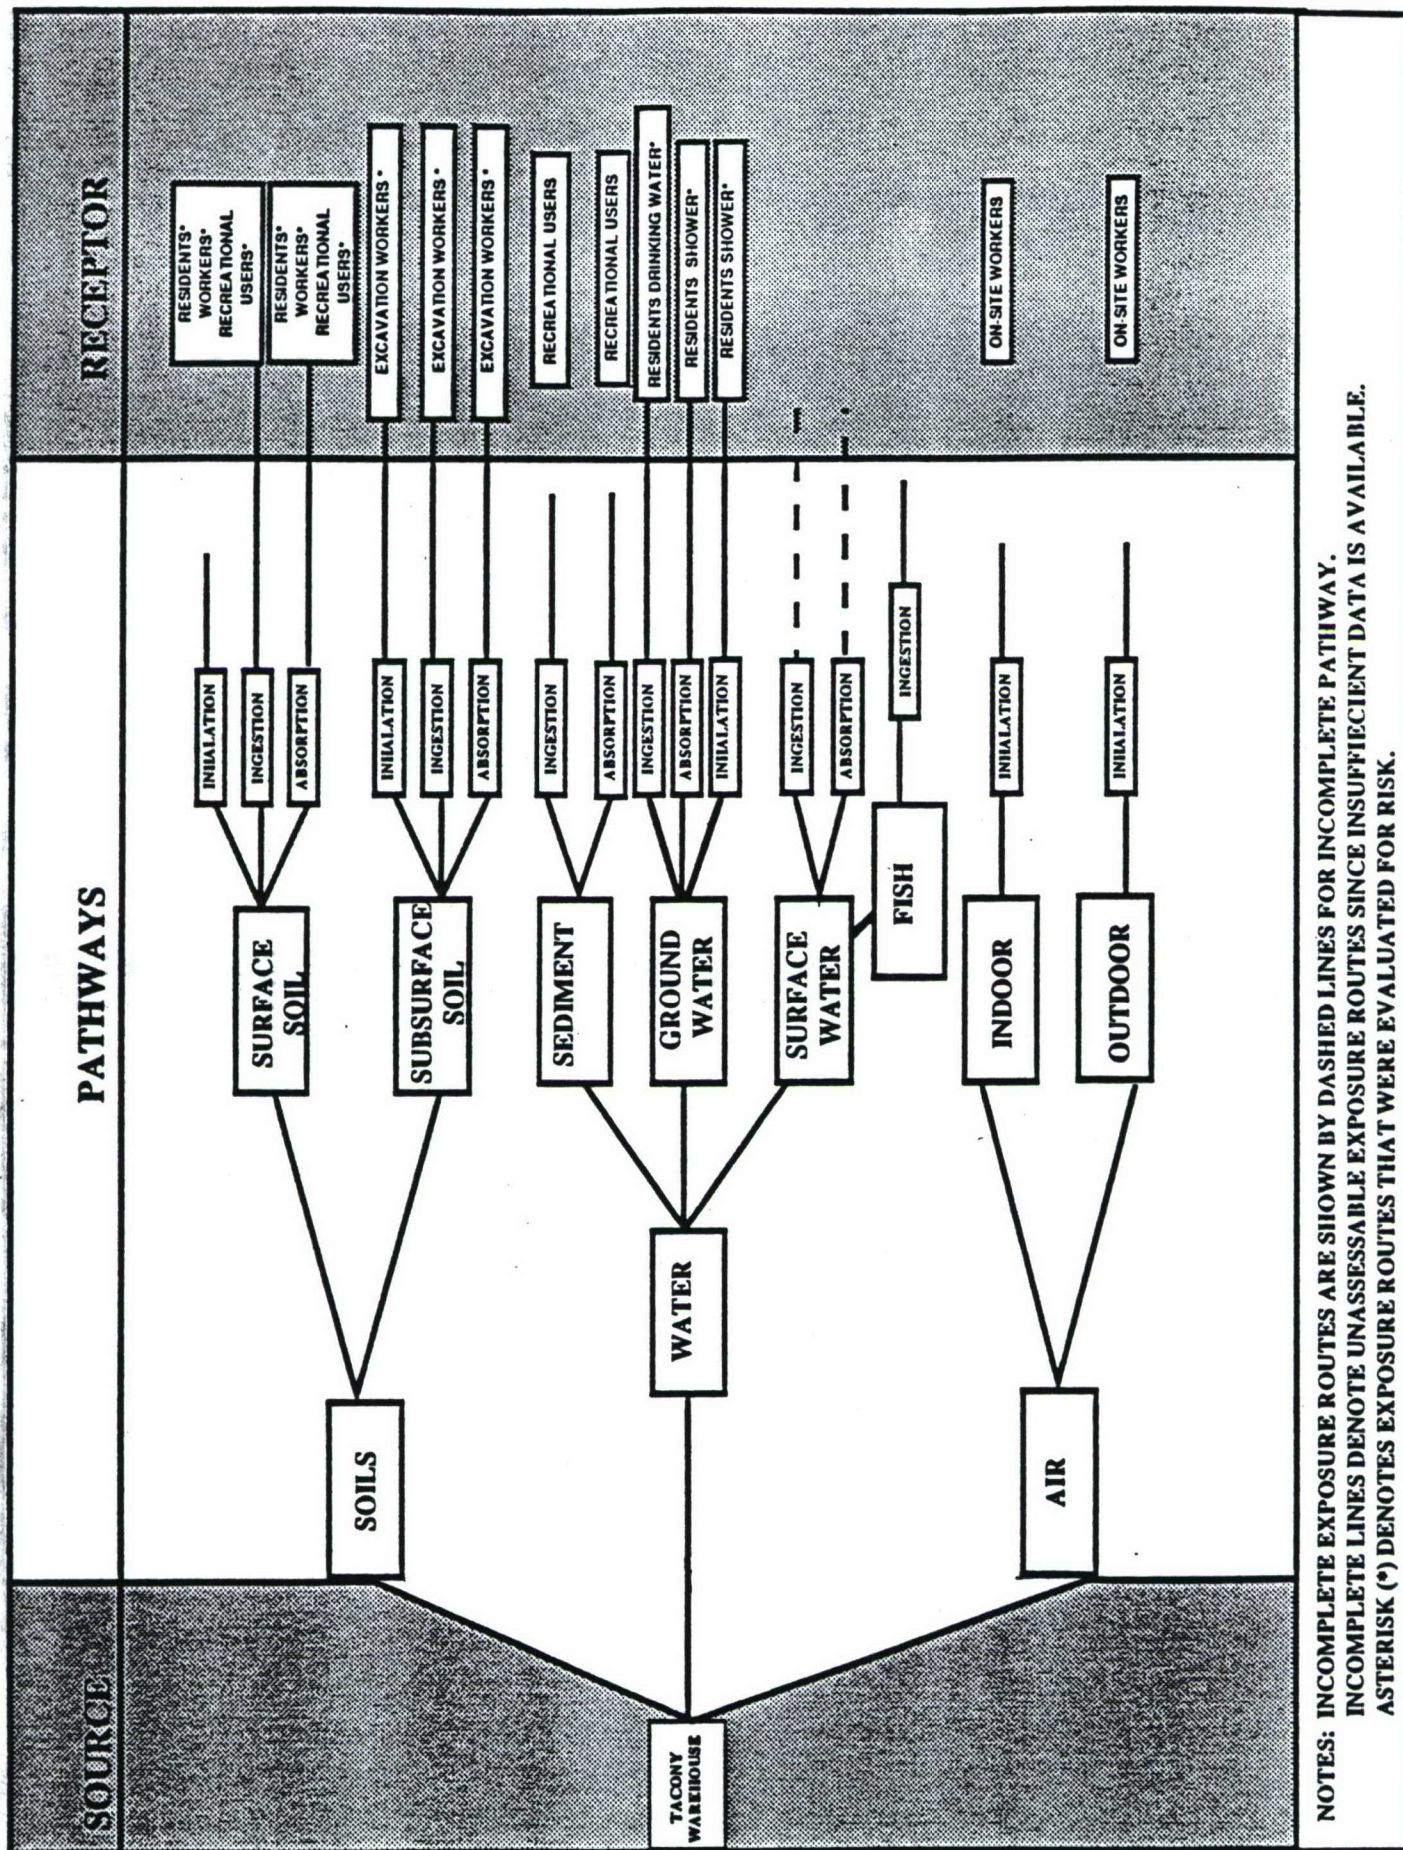 SOURCE
PATHWAYS
RECEPTOR
TACONY
WAREHOUSE
SOILS
WATER
AIR
SURFACE
SOIL
SUBSURFACE
SOIL
SEDIMENT
GROUND
WATER
SURFACE
WATER
FISH
INDOOR
OUTDOOR
INHALATION
INGESTION
ABSORPTION
INHALATION
INGESTION
ABSORPTION
INGESTION
ABSORPTION
INGESTION
ABSORPTION
INHALATION
INGESTION
ABSORPTION
INGESTION
INHALATION
INHALATION
RESIDENTS*
WORKERS*
RECREATIONAL
USERS*
RESIDENTS*
WORKERS*
RECREATIONAL
USERS*
EXCAVATION WORKERS*
EXCAVATION WORKERS*
EXCAVATION WORKERS*
RECREATIONAL USERS
RECREATIONAL USERS
RESIDENTS DRINKING WATER*
RESIDENTS SHOWER*
RESIDENTS SHOWER*
ON-SITE WORKERS
ON-SITE WORKERS
NOTES: INCOMPLETE EXPOSURE ROUTES ARE SHOWN BY DASHED LINES FOR INCOMPLETE PATHWAY.
INCOMPLETE LINES DENOTE UNASSESSABLE EXPOSURE ROUTES SINCE INSUFFIECIENT DATA IS AVAILABLE.
ASTERISK (*) DENOTES EXPOSURE ROUTES THAT WERE EVALUATED FOR RISK.